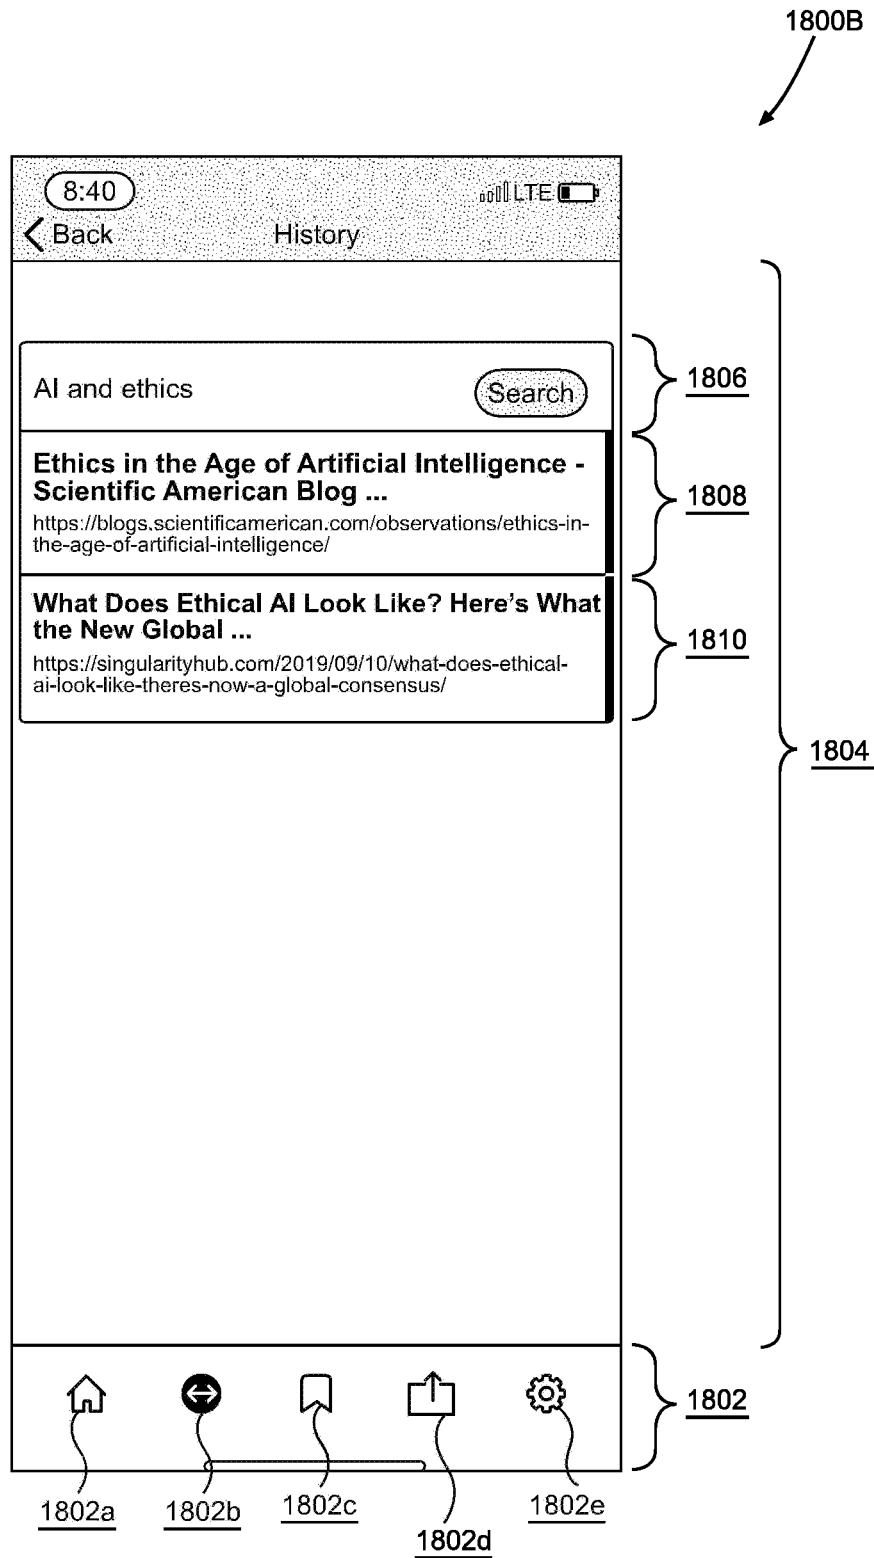 1800B
8:40
LTE
Back
History
AI and ethics
Search
1806
Ethics in the Age of Artificial Intelligence -
Scientific American Blog ...
https://blogs.scientificamerican.com/observations/ethics-in-
the-age-of-artificial-intelligence/
1808
What Does Ethical AI Look Like? Here's What
the New Global ...
https://singularityhub.com/2019/09/10/what-does-ethical-
ai-look-like-theres-now-a-global-consensus/
1810
1804
1802
1802a
1802b
1802c
1802d
1802e